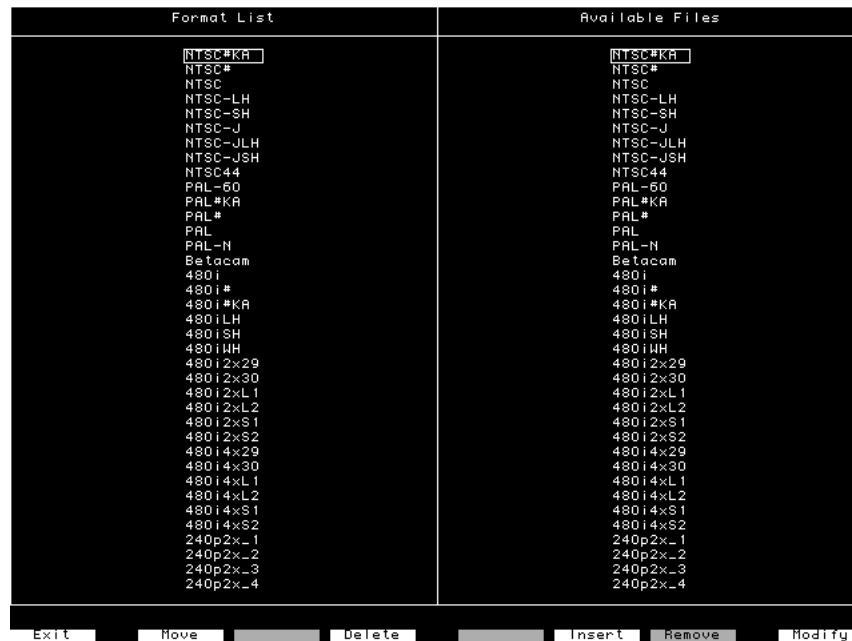 Format List
NTSC#KA
NTSC#
NTSC
NTSC-LH
NTSC-SH
NTSC-J
NTSC-JLH
NTSC-JSH
NTSC44
PAL-60
PAL#KA
PAL#
PAL
PAL-N
Betacam
480i
480i#
480i#KA
480iLH
480iSH
480iWH
480i2x29
480i2x30
480i2xL1
480i2xL2
480i2xS1
480i2xS2
480i4x29
480i4x30
480i4xL1
480i4xL2
480i4xS1
480i4xS2
240p2x_1
240p2x_2
240p2x_3
240p2x_4
Available Files
NTSC#KA
NTSC#
NTSC
NTSC-LH
NTSC-SH
NTSC-J
NTSC-JLH
NTSC-JSH
NTSC44
PAL-60
PAL#KA
PAL#
PAL
PAL-N
Betacam
480i
480i#
480i#KA
480iLH
480iSH
480iWH
480i2x29
480i2x30
480i2xL1
480i2xL2
480i2xS1
480i2xS2
480i4x29
480i4x30
480i4xL1
480i4xL2
480i4xS1
480i4xS2
240p2x_1
240p2x_2
240p2x_3
240p2x_4
Exit Move Delete Insert Remove Modify